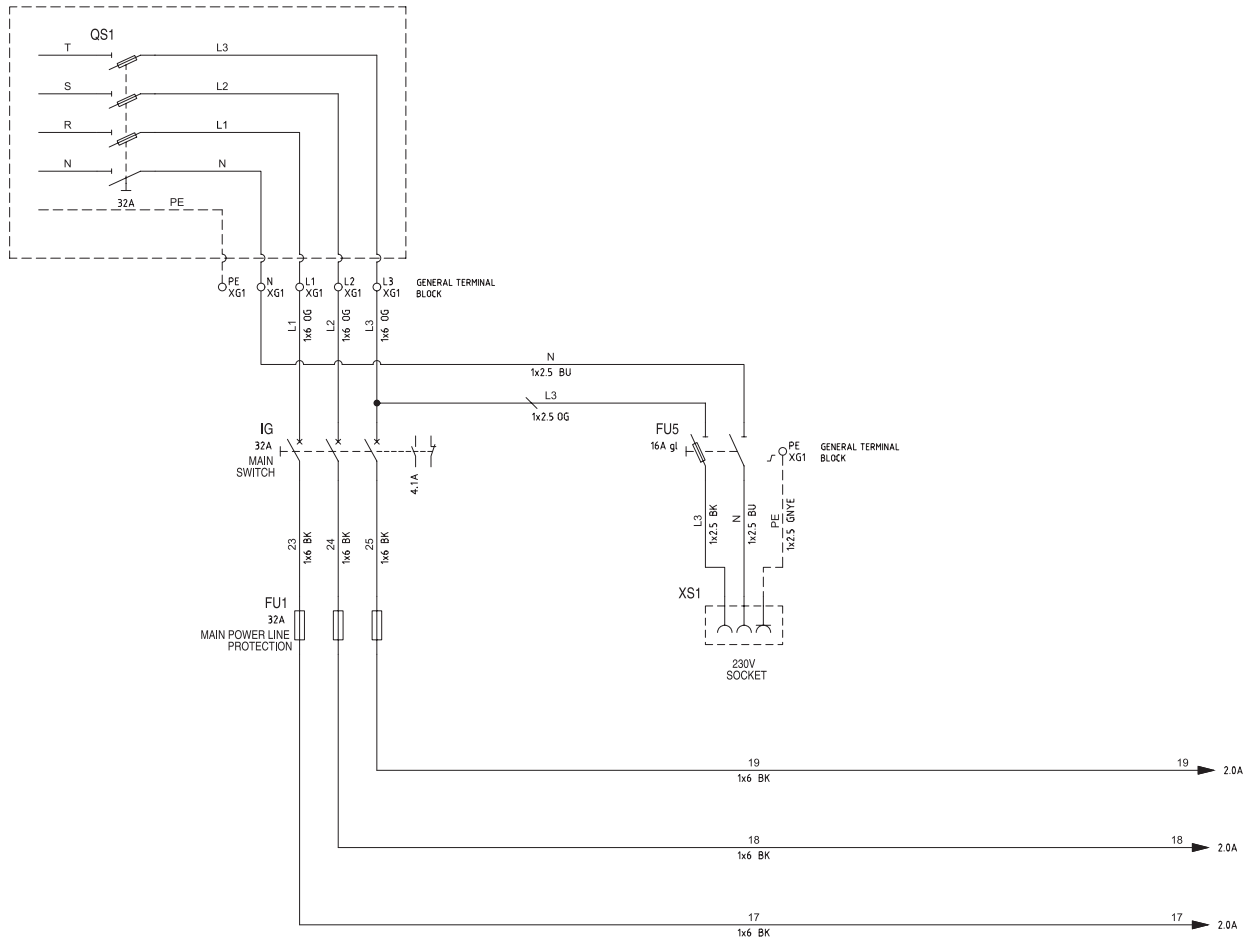 QS1
T
L3
S
L2
R
L1
N
N
32A
PE
PE
XG1
N
XG1
L1
XG1
L2
XG1
L3
XG1
GENERAL TERMINAL
BLOCK
L1
1x6 OG
L2
1x6 OG
L3
1x6 OG
N
1x2.5 BU
L3
1x2.5 OG
IG
32A
MAIN
SWITCH
4.1A
FU5
16A gl
PE
XG1
GENERAL TERMINAL
BLOCK
23
1x6 BK
24
1x6 BK
25
1x6 BK
L3
1x2.5 BK
N
1x2.5 BU
PE
1x2.5 GNYE
FU1
32A
MAIN POWER LINE
PROTECTION
XS1
230V
SOCKET
19
1x6 BK
19
2.0A
18
1x6 BK
18
2.0A
17
1x6 BK
17
2.0A